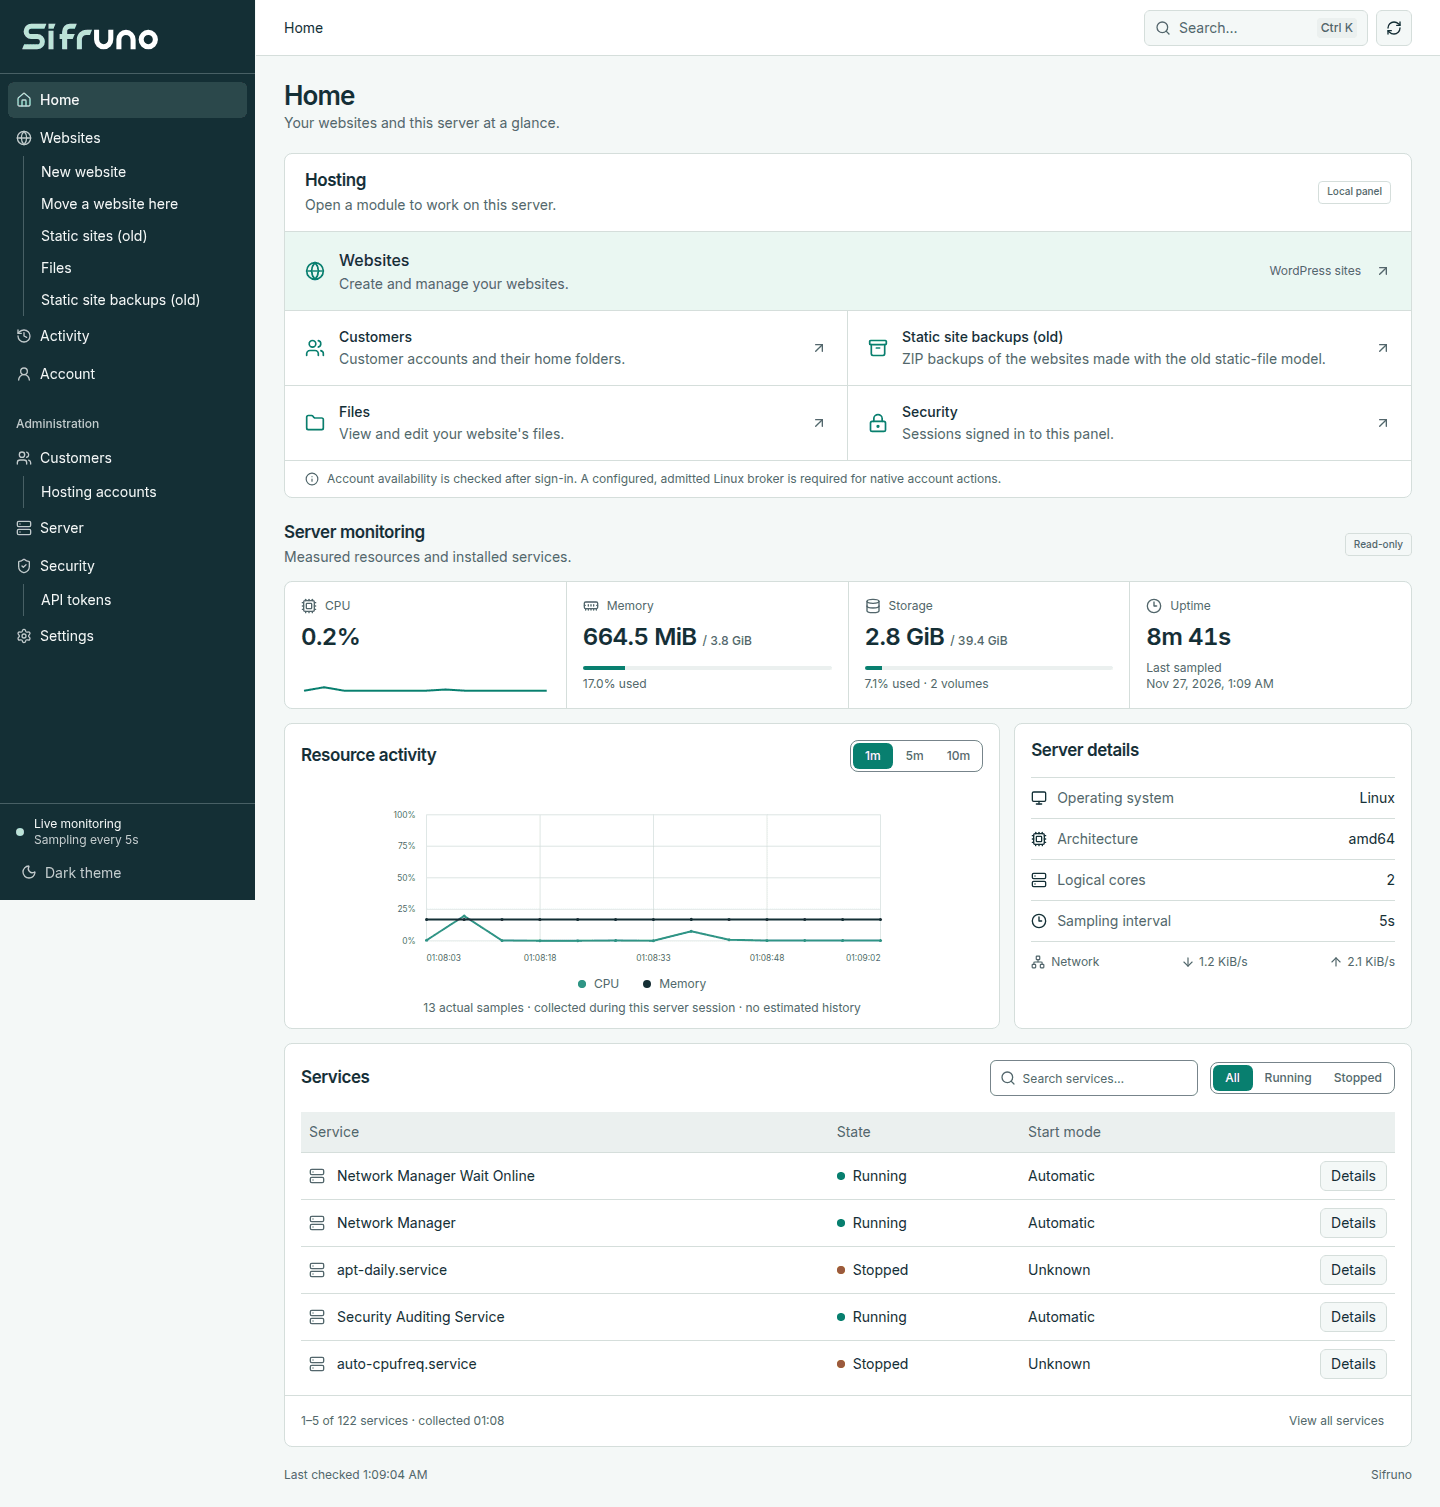 Sifruno
Home
Websites
New website
Move a website here
Static sites (old)
Files
Static site backups (old)
Activity
Account
Administration
Customers
Hosting accounts
Server
Security
API tokens
Settings
Live monitoring
Sampling every 5s
Dark theme
Home
Search...
Ctrl K
Home
Your websites and this server at a glance.
Hosting
Open a module to work on this server.
Local panel
Websites
Create and manage your websites.
WordPress sites
Customers
Customer accounts and their home folders.
Static site backups (old)
ZIP backups of the websites made with the old static-file model.
Files
View and edit your website's files.
Security
Sessions signed in to this panel.
Account availability is checked after sign-in. A configured, admitted Linux broker is required for native account actions.
Server monitoring
Measured resources and installed services.
Read-only
CPU
0.2%
Memory
664.5 MiB / 3.8 GiB
17.0% used
Storage
2.8 GiB / 39.4 GiB
7.1% used · 2 volumes
Uptime
8m 41s
Last sampled
Nov 27, 2026, 1:09 AM
Resource activity
1m 5m 10m
100%
75%
50%
25%
0%
01:08:03 01:08:18 01:08:33 01:08:48 01:09:02
CPU Memory
13 actual samples · collected during this server session · no estimated history
Server details
Operating system Linux
Architecture amd64
Logical cores 2
Sampling interval 5s
Network 1.2 KiB/s 2.1 KiB/s
Services
Search services...
All Running Stopped
Service State Start mode
Network Manager Wait Online Running Automatic Details
Network Manager Running Automatic Details
apt-daily.service Stopped Unknown Details
Security Auditing Service Running Automatic Details
auto-cpufreq.service Stopped Unknown Details
1–5 of 122 services · collected 01:08
View all services
Last checked 1:09:04 AM
Sifruno